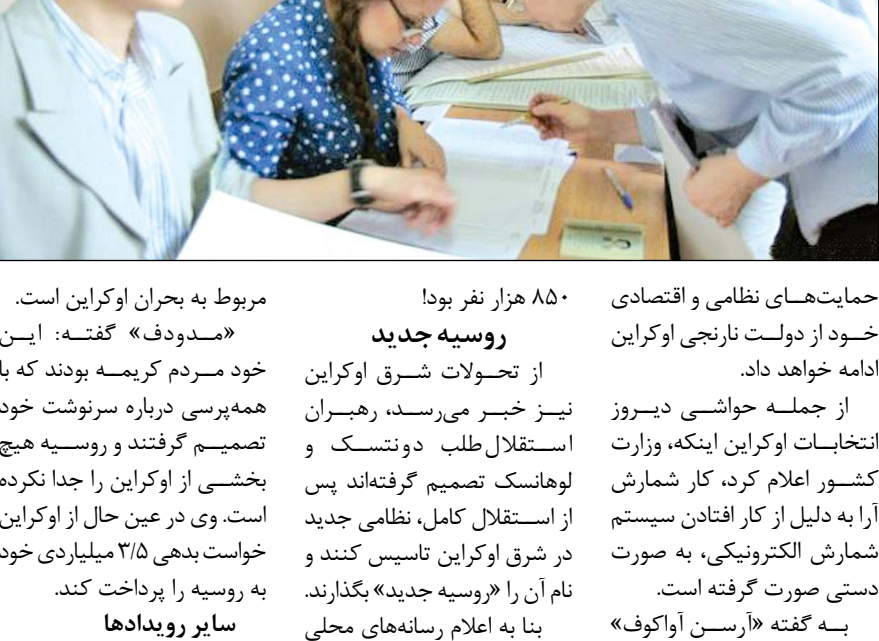 حمایت‌های نظامی و اقتصادی
خود از دولت نارنجی اوکراین
ادامه خواهد داد.
از جمله حواشی دیروز
انتخابات اوکراین اینکه، وزارت
کشور اعلام کرد، کار شمارش
آرا به دلیل از کار افتادن سیستم
شمارش الکترونیکی، به صورت
دستی صورت گرفته است.
به گفته «آرسن آواکوف»
۸۵۰ هزار نفر بود!
روسیه جدید
از تحولات شرق اوکراین
نیز خبر می‌رسد، رهبران
استقلال‌طلب دونتسک و
لوهانسک تصمیم گرفته‌اند پس
از استقلال کامل، نظامی جدید
در شرق اوکراین تاسیس کنند و
نام آن را «روسیه جدید» بگذارند.
بنا به اعلام رسانه‌های محلی
مربوط به بحران اوکراین است.
«مدودف» گفته: این
خود مردم کریمه بودند که با
همه‌پرسی درباره سرنوشت خود
تصمیم گرفتند و روسیه هیچ
بخشی از اوکراین را جدا نکرده
است. وی در عین حال از اوکراین
خواست بدهی ۳/۵ میلیاردی خود
به روسیه را پرداخت کند.
سایر رویدادها